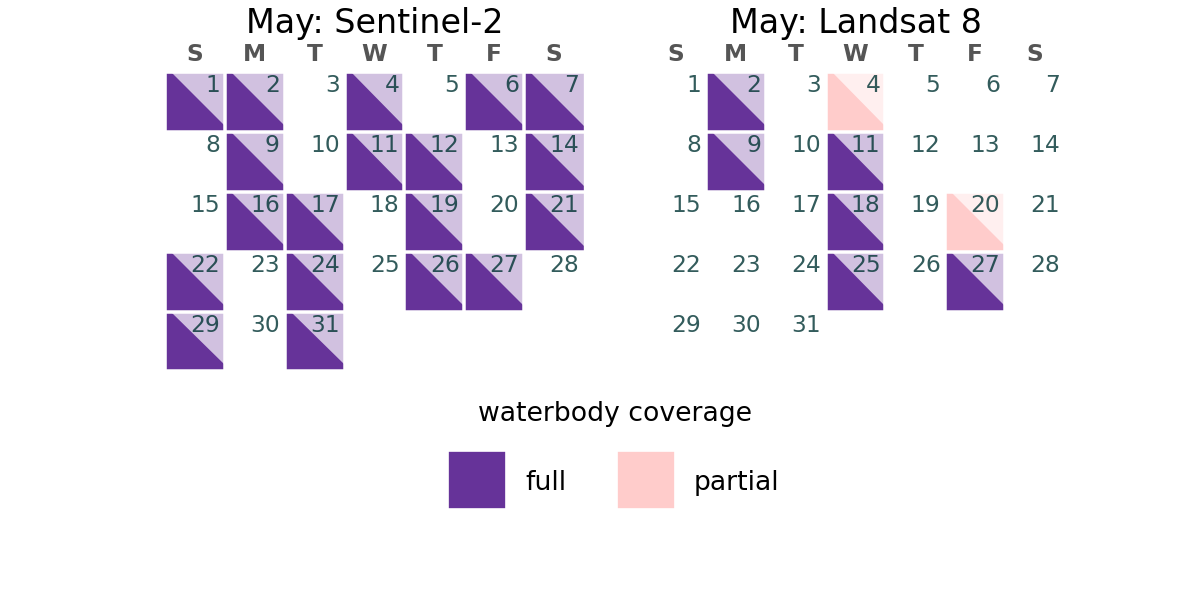 May: Sentinel-2
S M T W T F S
1 2 3 4 5 6 7
8 9 10 11 12 13 14
15 16 17 18 19 20 21
22 23 24 25 26 27 28
29 30 31
May: Landsat 8
S M T W T F S
1 2 3 4 5 6 7
8 9 10 11 12 13 14
15 16 17 18 19 20 21
22 23 24 25 26 27 28
29 30 31
waterbody coverage
full
partial